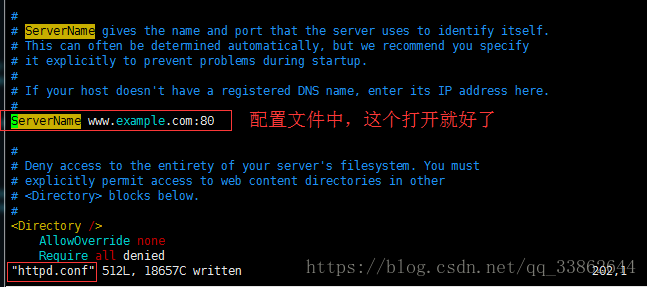 #
# ServerName gives the name and port that the server uses to identify itself.
# This can often be determined automatically, but we recommend you specify
# it explicitly to prevent problems during startup.
#
# If your host doesn't have a registered DNS name, enter its IP address here.
#
ServerName www.example.com:80 配置文件中，这个打开就好了
#
# Deny access to the entirety of your server's filesystem. You must
# explicitly permit access to web content directories in other
# <Directory> blocks below.
#
<Directory />
    AllowOverride none
    Require all denied
"httpd.conf" 512L, 18657C written 202,1
https://blog.csdn.net/qq_33862644